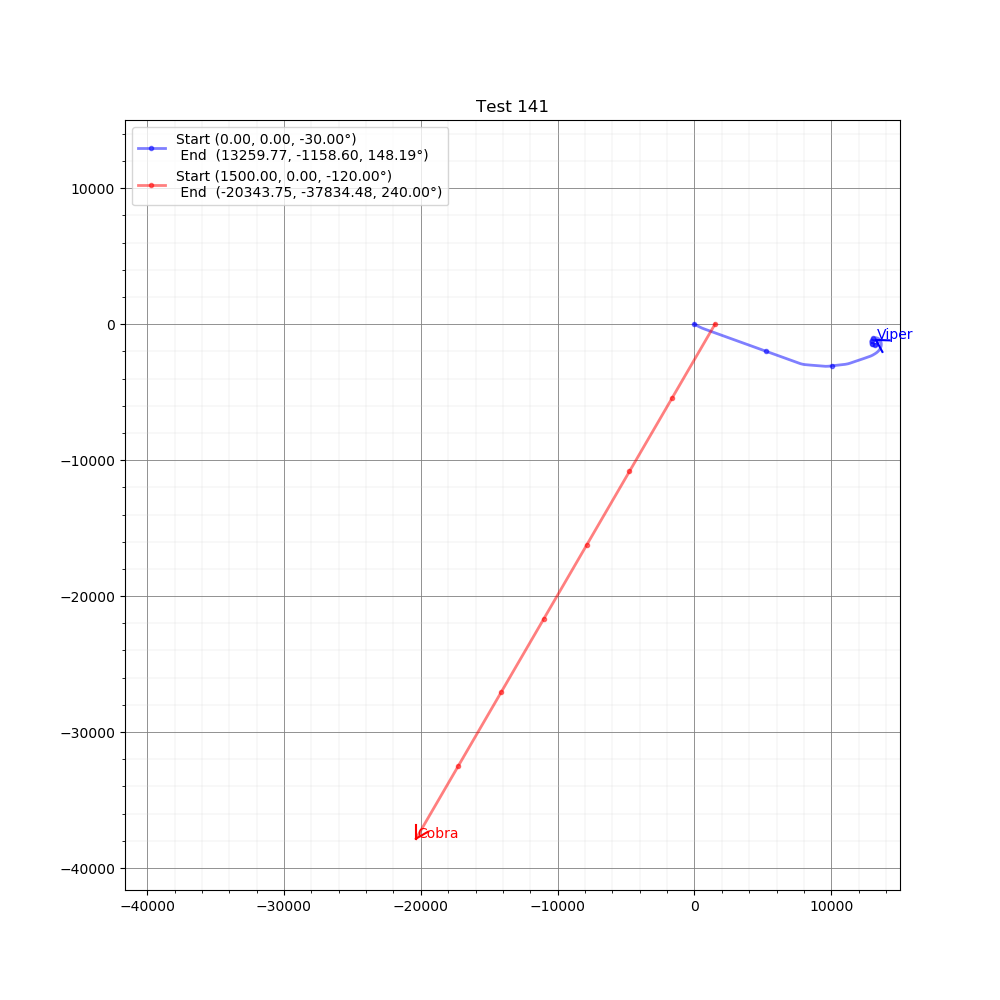 Test 141
Start (0.00, 0.00, -30.00°)
End  (13259.77, -1158.60, 148.19°)
Start (1500.00, 0.00, -120.00°)
End  (-20343.75, -37834.48, 240.00°)
10000
0
−10000
−20000
−30000
−40000
Viper
Cobra
−40000
−30000
−20000
−10000
0
10000